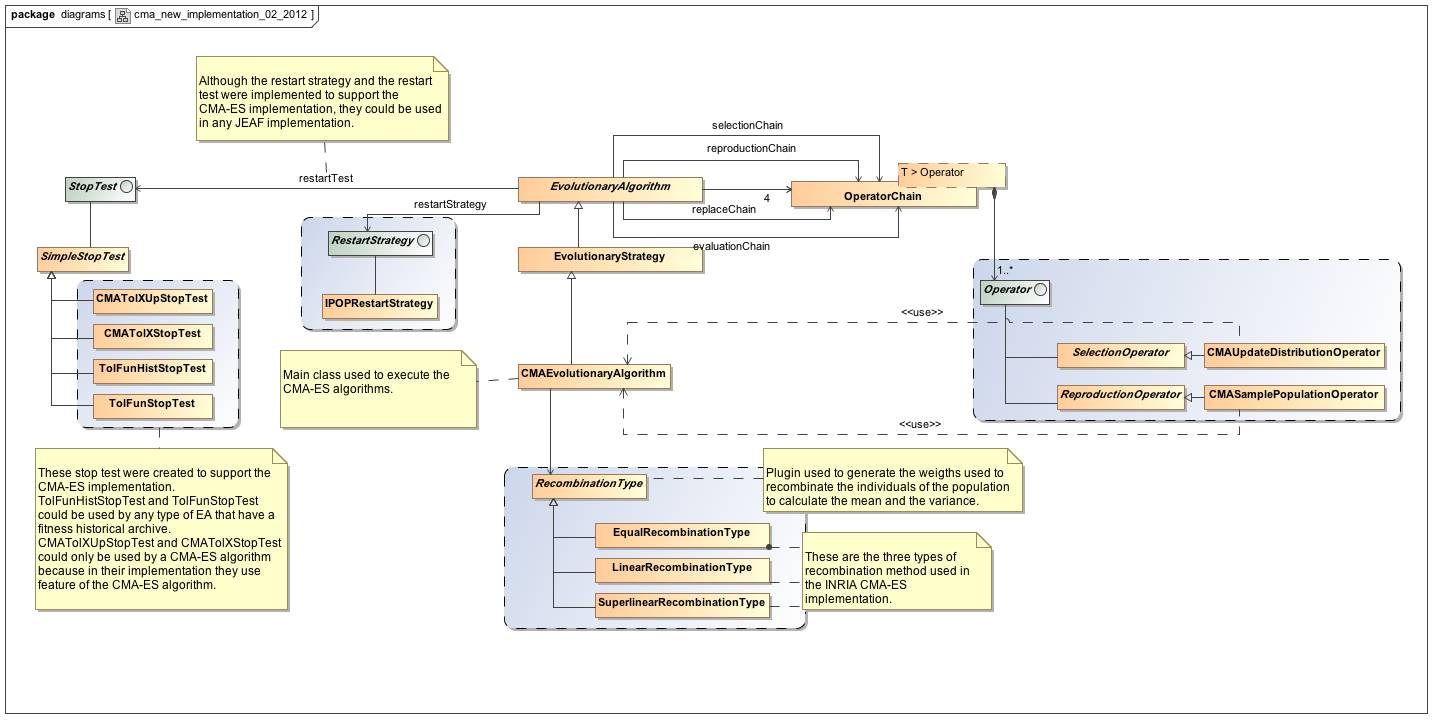 package diagrams [ cma_new_implementation_02_2012 ]
Although the restart strategy and the restart
test were implemented to support the
CMA-ES implementation, they could be used
in any JEAF implementation.
selectionChain
reproductionChain
T > Operator
StopTest
restartTest
EvolutionaryAlgorithm
4
OperatorChain
restartStrategy
replaceChain
evaluationChain
RestartStrategy
SimpleStopTest
EvolutionaryStrategy
1..*
Operator
CMATolXUpStopTest
IPOPRestartStrategy
<<use>>
CMATolXStopTest
SelectionOperator
CMAUpdateDistributionOperator
TolFunHistStopTest
Main class used to execute the
CMA-ES algorithms.
CMAEvolutionaryAlgorithm
ReproductionOperator
CMASamplePopulationOperator
TolFunStopTest
<<use>>
These stop test were created to support the
CMA-ES implementation.
TolFunHistStopTest and TolFunStopTest
could be used by any type of EA that have a
fitness historical archive.
CMATolXUpStopTest and CMATolXStopTest
could only be used by a CMA-ES algorithm
because in their implementation they use
feature of the CMA-ES algorithm.
RecombinationType
Plugin used to generate the weigths used to
recombinate the individuals of the population
to calculate the mean and the variance.
EqualRecombinationType
LinearRecombinationType
SuperlinearRecombinationType
These are the three types of
recombination method used in
the INRIA CMA-ES
implementation.